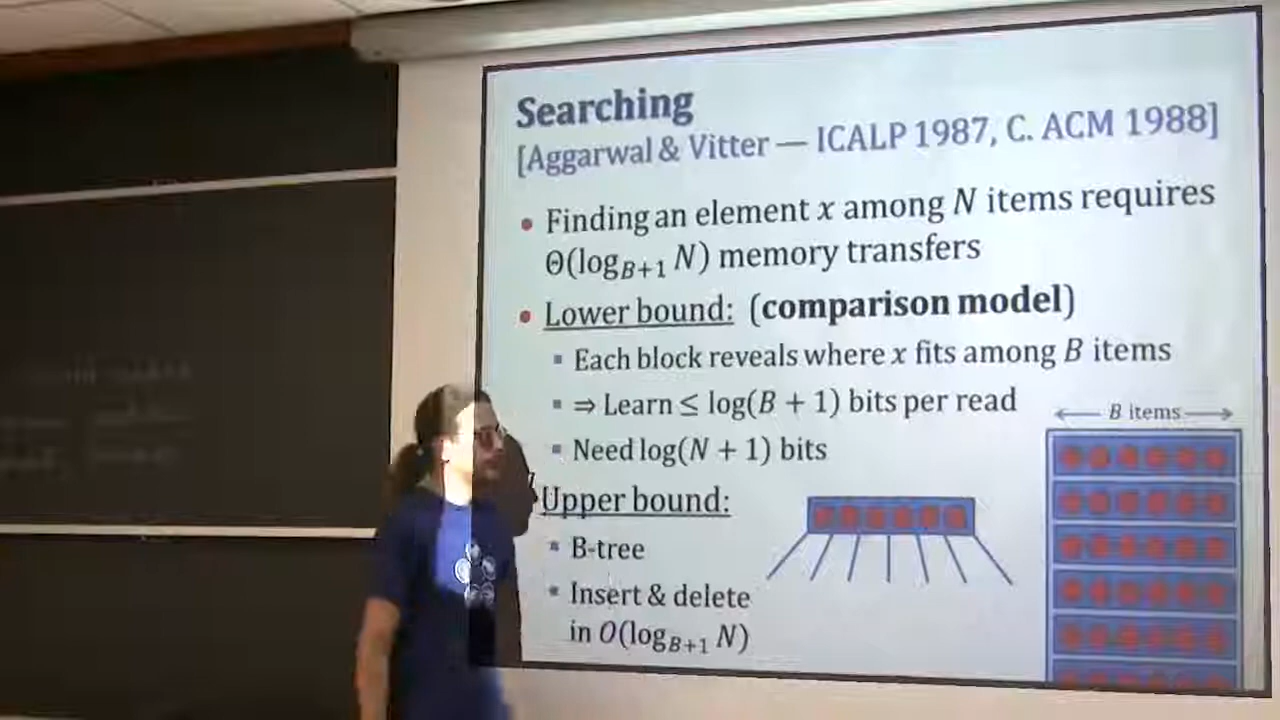 Searching
[Aggarwal & Vitter — ICALP 1987, C. ACM 1988]
• Finding an element x among N items requires
Θ(log_{B+1} N) memory transfers
• Lower bound: (comparison model)
▪ Each block reveals where x fits among B items
▪ ⇒ Learn ≤ log(B + 1) bits per read
▪ Need log(N + 1) bits
Upper bound:
▪ B-tree
▪ Insert & delete
in O(log_{B+1} N)
B items